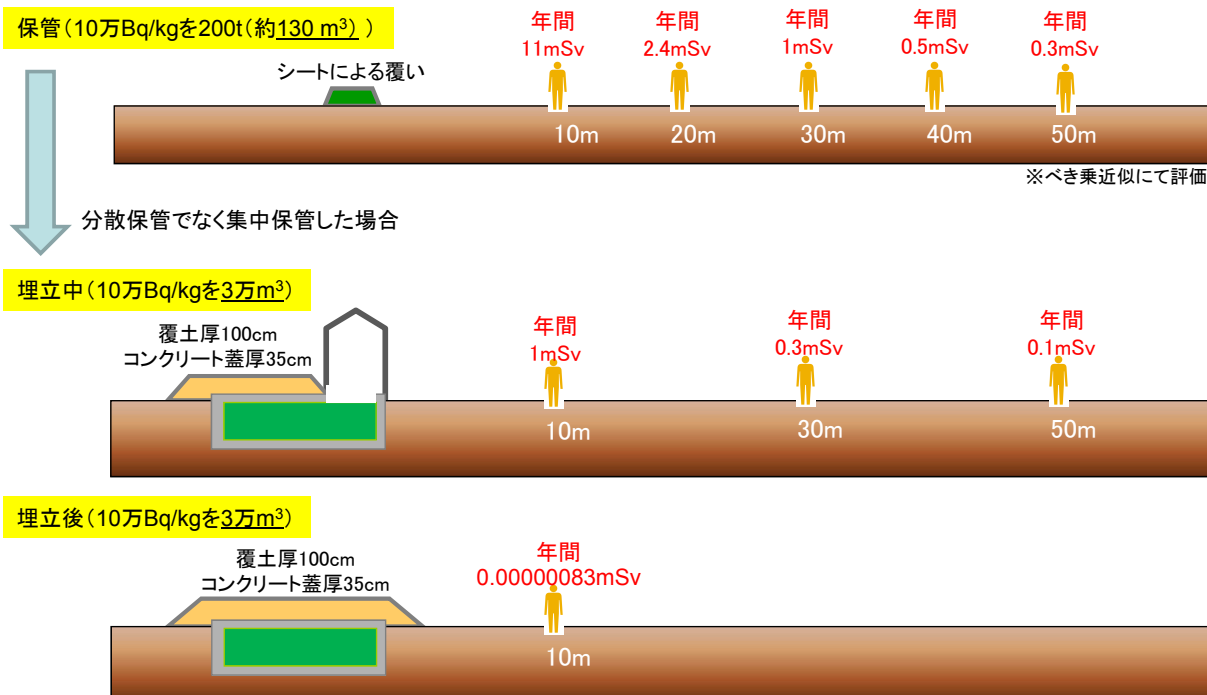 保管（10万Bq/kgを200t（約130 m³））
シートによる覆い
年間
11mSv
年間
2.4mSv
年間
1mSv
年間
0.5mSv
年間
0.3mSv
10m
20m
30m
40m
50m
※べき乗近似にて評価
分散保管でなく集中保管した場合
埋立中（10万Bq/kgを3万m³）
覆土厚100cm
コンクリート蓋厚35cm
年間
1mSv
年間
0.3mSv
年間
0.1mSv
10m
30m
50m
埋立後（10万Bq/kgを3万m³）
覆土厚100cm
コンクリート蓋厚35cm
年間
0.00000083mSv
10m